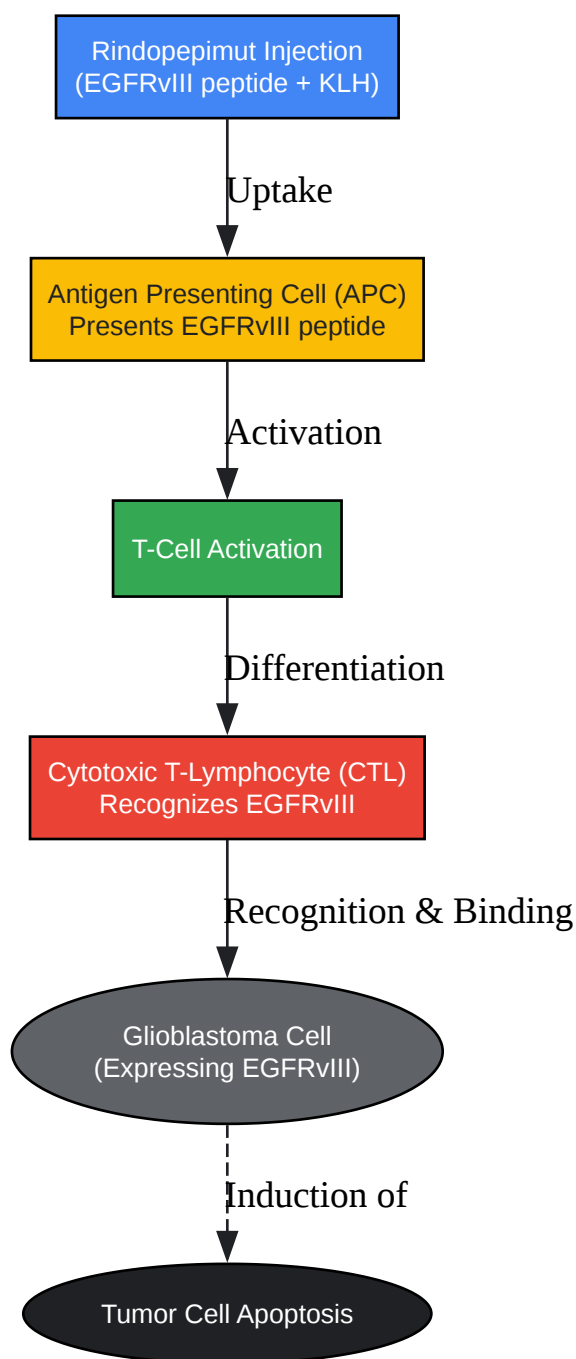 Rindopepimut Injection
(EGFRvIII peptide + KLH)
Uptake
Antigen Presenting Cell (APC)
Presents EGFRvIII peptide
Activation
T-Cell Activation
Differentiation
Cytotoxic T-Lymphocyte (CTL)
Recognizes EGFRvIII
Recognition & Binding
Glioblastoma Cell
(Expressing EGFRvIII)
Induction of
Tumor Cell Apoptosis